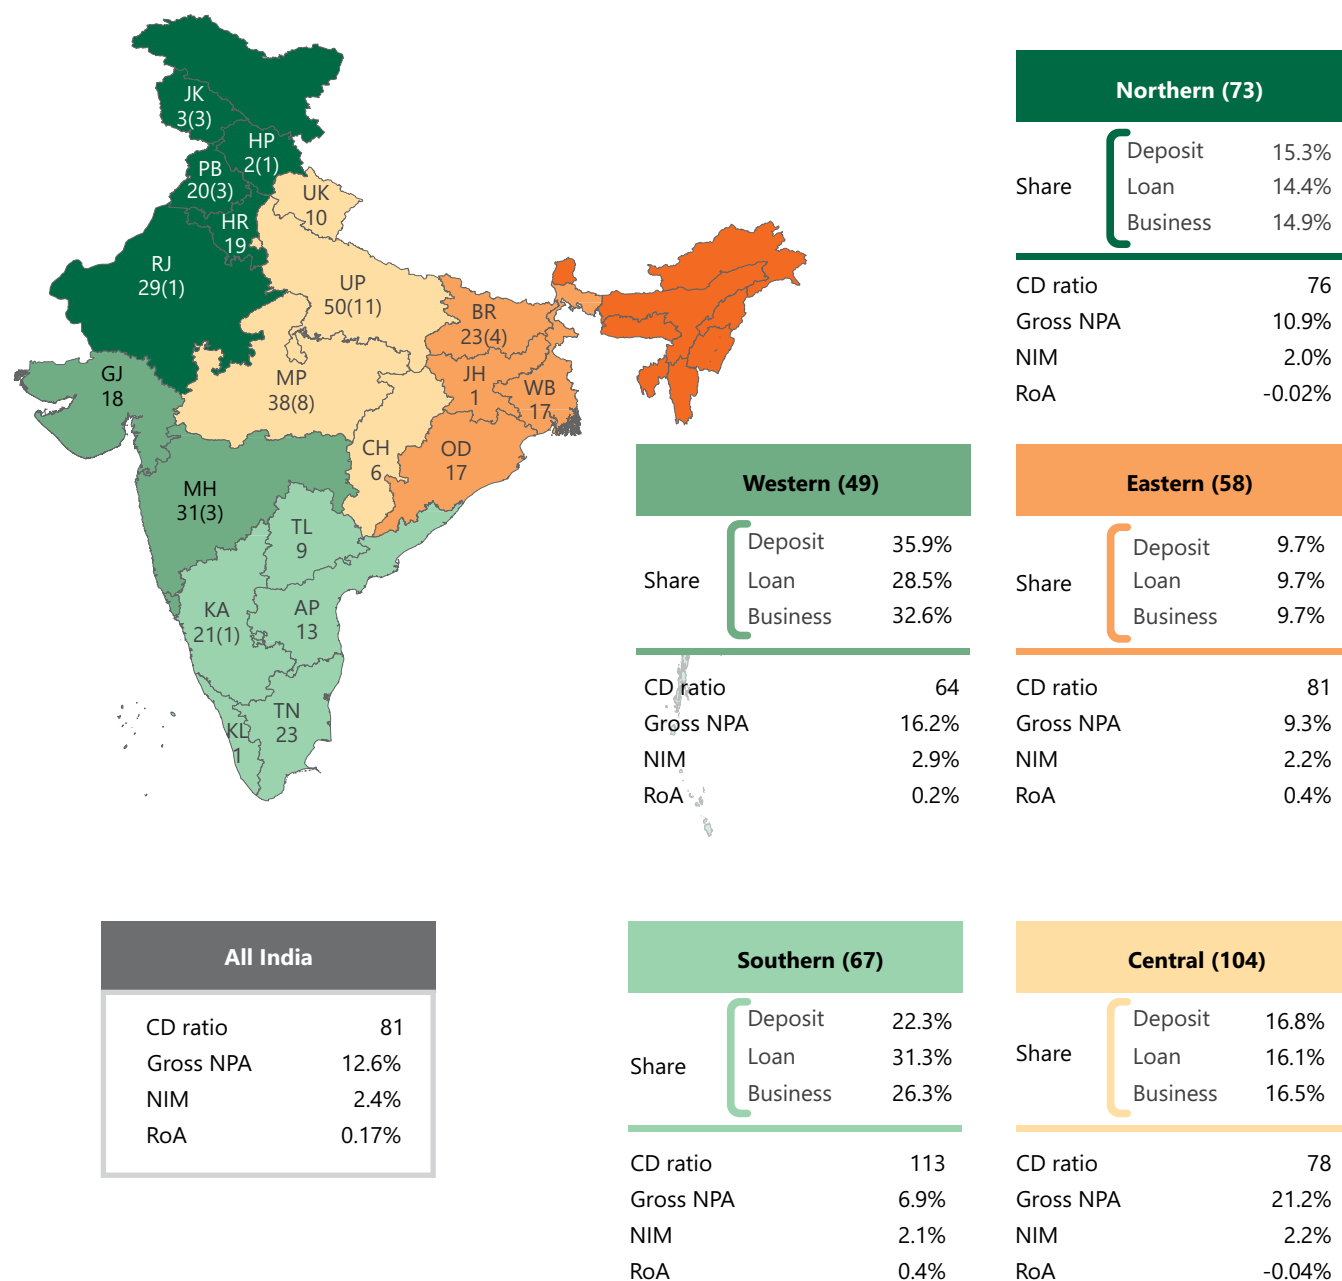 JK
3(3)
HP
2(1)
PB
20(3)
UK
10
HR
19
RJ
29(1)
UP
50(11)
BR
23(4)
GJ
18
MP
38(8)
JH
1
WB
17
CH
6
OD
17
MH
31(3)
TL
9
KA
21(1)
AP
13
TN
23
KL
1
Northern (73)
Share
Deposit 15.3%
Loan 14.4%
Business 14.9%
CD ratio 76
Gross NPA 10.9%
NIM 2.0%
RoA -0.02%
Western (49)
Share
Deposit 35.9%
Loan 28.5%
Business 32.6%
CD ratio 64
Gross NPA 16.2%
NIM 2.9%
RoA 0.2%
Eastern (58)
Share
Deposit 9.7%
Loan 9.7%
Business 9.7%
CD ratio 81
Gross NPA 9.3%
NIM 2.2%
RoA 0.4%
All India
CD ratio 81
Gross NPA 12.6%
NIM 2.4%
RoA 0.17%
Southern (67)
Share
Deposit 22.3%
Loan 31.3%
Business 26.3%
CD ratio 113
Gross NPA 6.9%
NIM 2.1%
RoA 0.4%
Central (104)
Share
Deposit 16.8%
Loan 16.1%
Business 16.5%
CD ratio 78
Gross NPA 21.2%
NIM 2.2%
RoA -0.04%